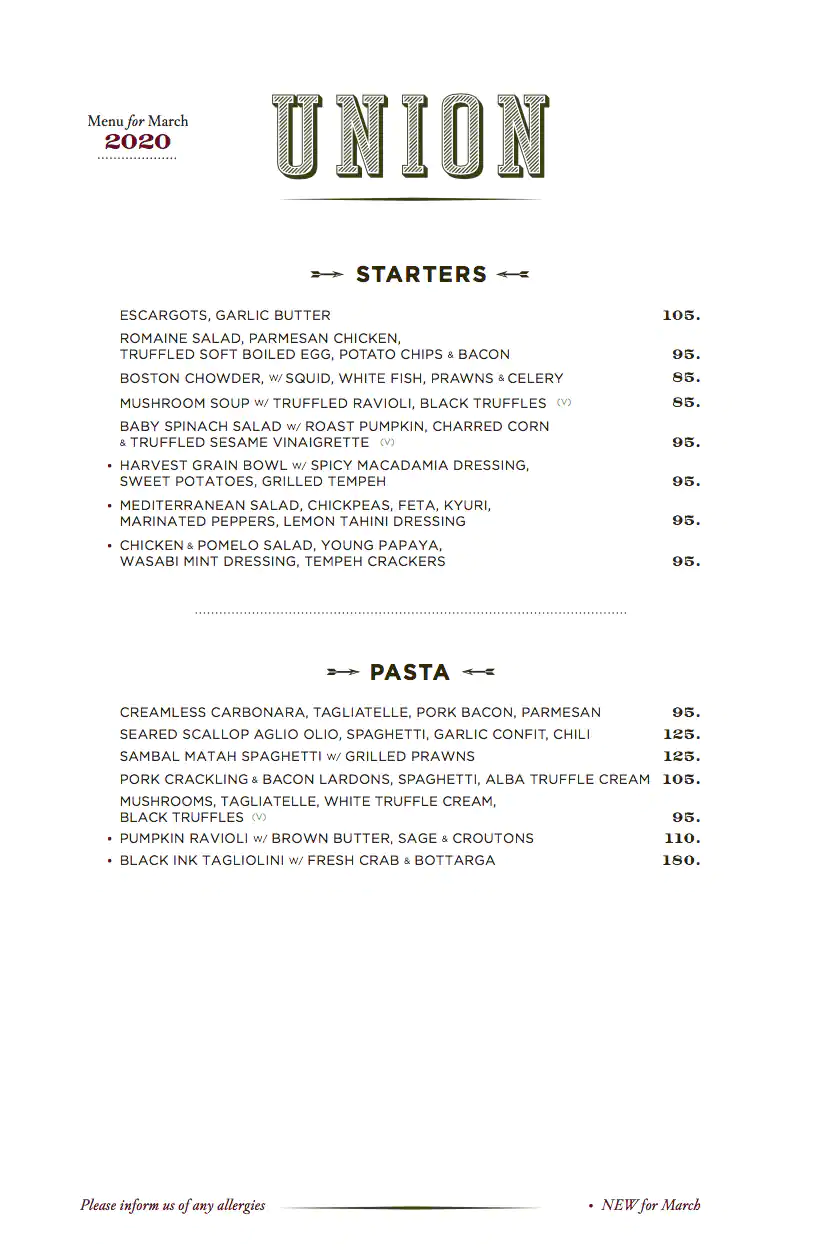 Menu for March
2020
UNION
STARTERS
ESCARGOTS, GARLIC BUTTER 105.
ROMAINE SALAD, PARMESAN CHICKEN,
TRUFFLED SOFT BOILED EGG, POTATO CHIPS & BACON 95.
BOSTON CHOWDER, W/ SQUID, WHITE FISH, PRAWNS & CELERY 85.
MUSHROOM SOUP W/ TRUFFLED RAVIOLI, BLACK TRUFFLES (V) 85.
BABY SPINACH SALAD W/ ROAST PUMPKIN, CHARRED CORN
& TRUFFLED SESAME VINAIGRETTE (V) 95.
• HARVEST GRAIN BOWL W/ SPICY MACADAMIA DRESSING,
SWEET POTATOES, GRILLED TEMPEH 95.
• MEDITERRANEAN SALAD, CHICKPEAS, FETA, KYURI,
MARINATED PEPPERS, LEMON TAHINI DRESSING 95.
• CHICKEN & POMELO SALAD, YOUNG PAPAYA,
WASABI MINT DRESSING, TEMPEH CRACKERS 95.
PASTA
CREAMLESS CARBONARA, TAGLIATELLE, PORK BACON, PARMESAN 95.
SEARED SCALLOP AGLIO OLIO, SPAGHETTI, GARLIC CONFIT, CHILI 125.
SAMBAL MATAH SPAGHETTI W/ GRILLED PRAWNS 125.
PORK CRACKLING & BACON LARDONS, SPAGHETTI, ALBA TRUFFLE CREAM 105.
MUSHROOMS, TAGLIATELLE, WHITE TRUFFLE CREAM,
BLACK TRUFFLES (V) 95.
• PUMPKIN RAVIOLI W/ BROWN BUTTER, SAGE & CROUTONS 110.
• BLACK INK TAGLIOLINI W/ FRESH CRAB & BOTTARGA 180.
Please inform us of any allergies
• NEW for March